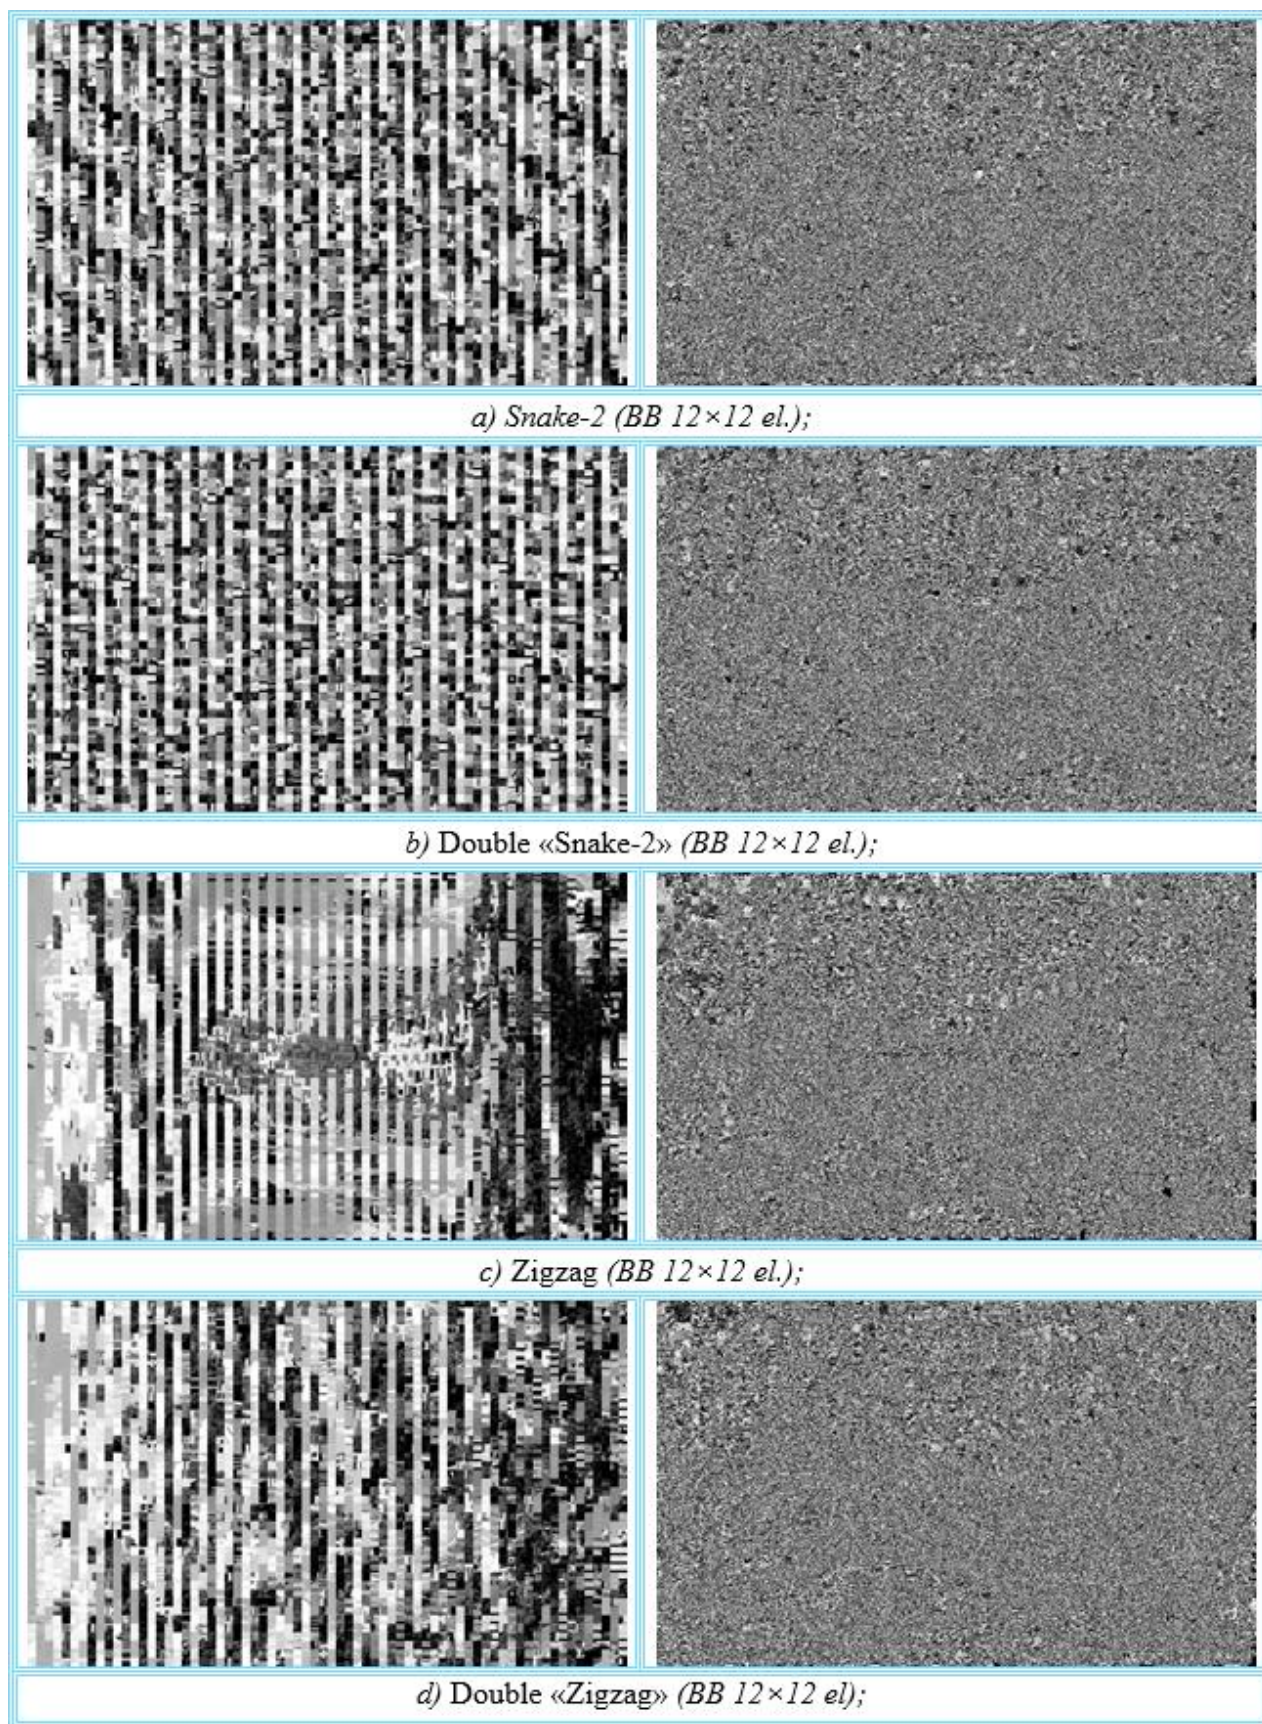 a) Snake-2 (BB 12×12 el.);
b) Double «Snake-2» (BB 12×12 el.);
c) Zigzag (BB 12×12 el.);
d) Double «Zigzag» (BB 12×12 el);